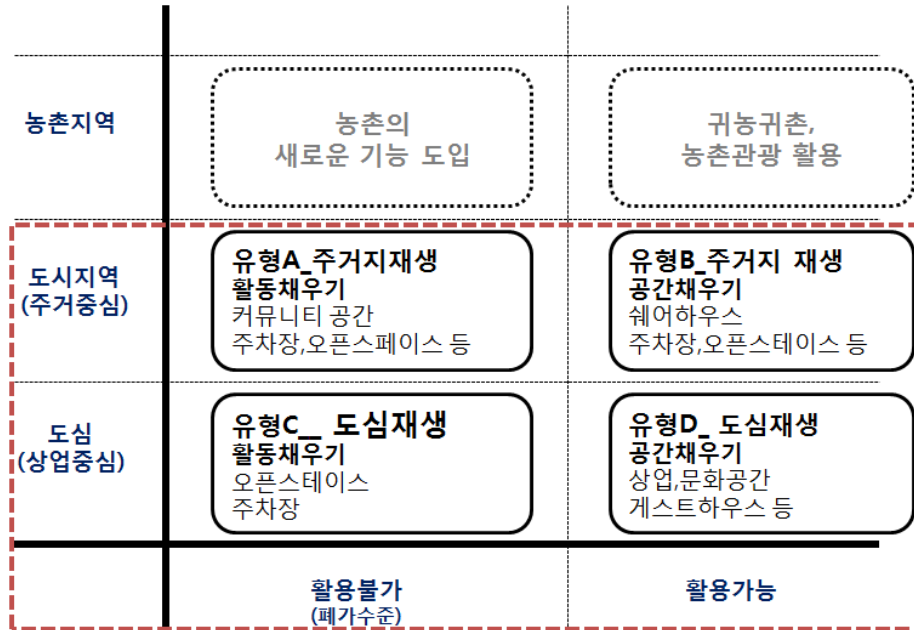 농촌지역
농촌의
새로운 기능 도입
귀농귀촌,
농촌관광 활용
도시지역
(주거중심)
유형A_주거지재생
활동채우기
커뮤니티 공간
주차장,오픈스페이스 등
유형B_주거지 재생
공간채우기
쉐어하우스
주차장,오픈스테이스 등
도심
(상업중심)
유형C_ 도심재생
활동채우기
오픈스테이스
주차장
유형D_ 도심재생
공간채우기
상업,문화공간
게스트하우스 등
활용불가
(폐가수준)
활용가능